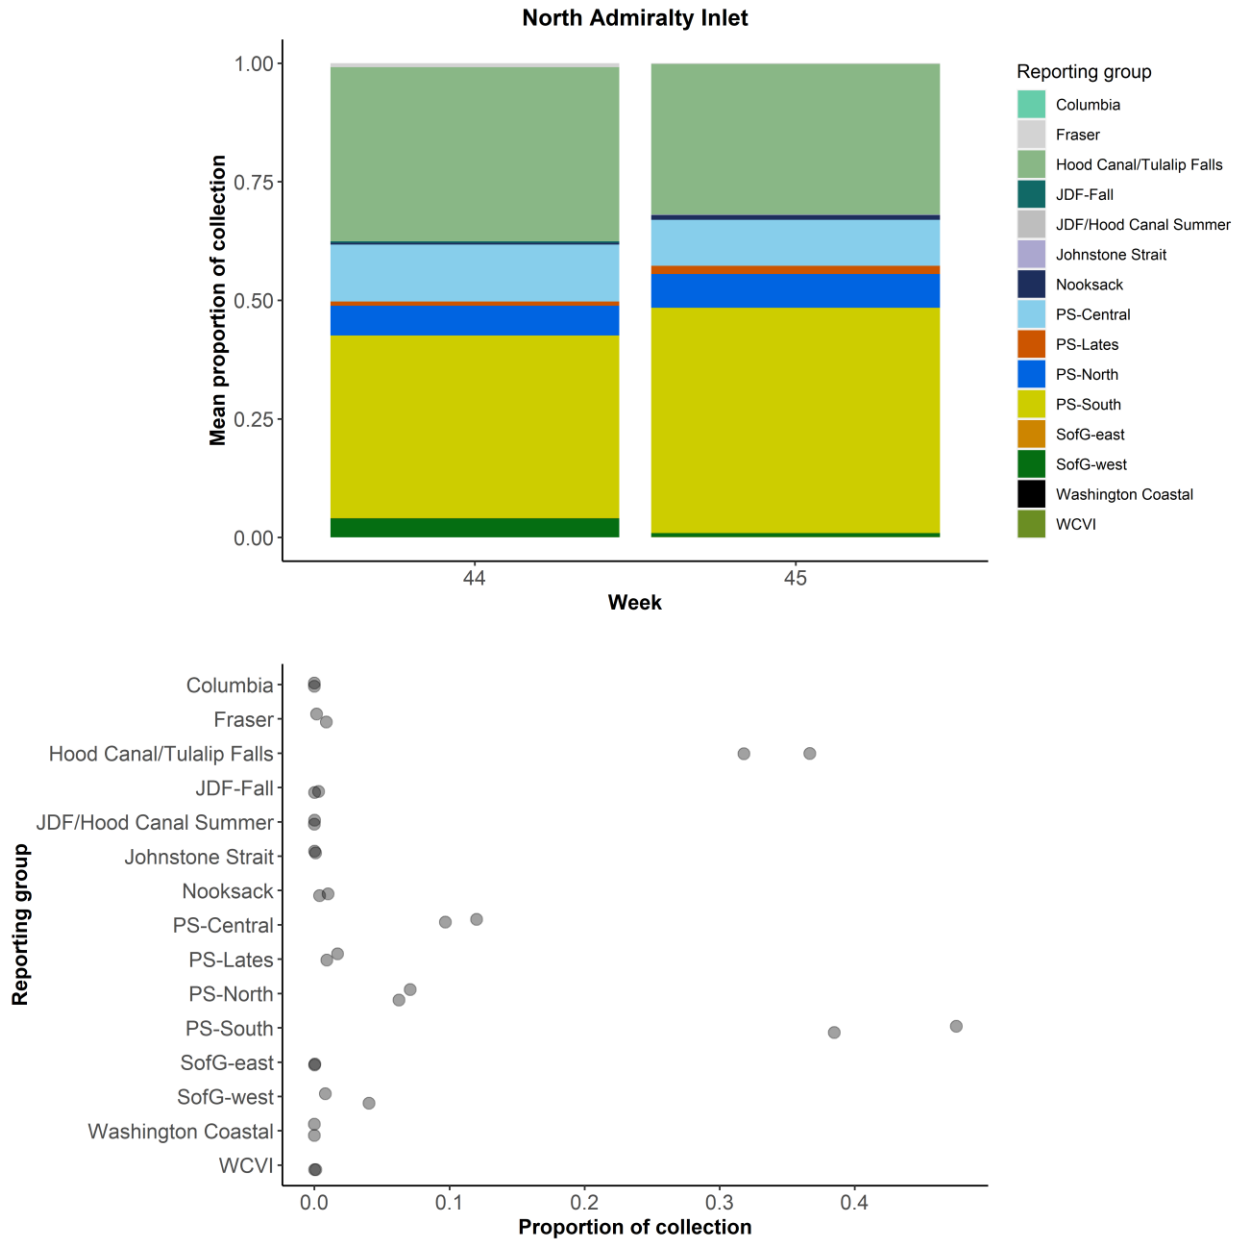 North Admiralty Inlet
Mean proportion of collection
1.00
0.75
0.50
0.25
0.00
44
45
Week
Reporting group
Columbia
Fraser
Hood Canal/Tulalip Falls
JDF-Fall
JDF/Hood Canal Summer
Johnstone Strait
Nooksack
PS-Central
PS-Lates
PS-North
PS-South
SofG-east
SofG-west
Washington Coastal
WCVI
Reporting group
Columbia
Fraser
Hood Canal/Tulalip Falls
JDF-Fall
JDF/Hood Canal Summer
Johnstone Strait
Nooksack
PS-Central
PS-Lates
PS-North
PS-South
SofG-east
SofG-west
Washington Coastal
WCVI
0.0
0.1
0.2
0.3
0.4
Proportion of collection